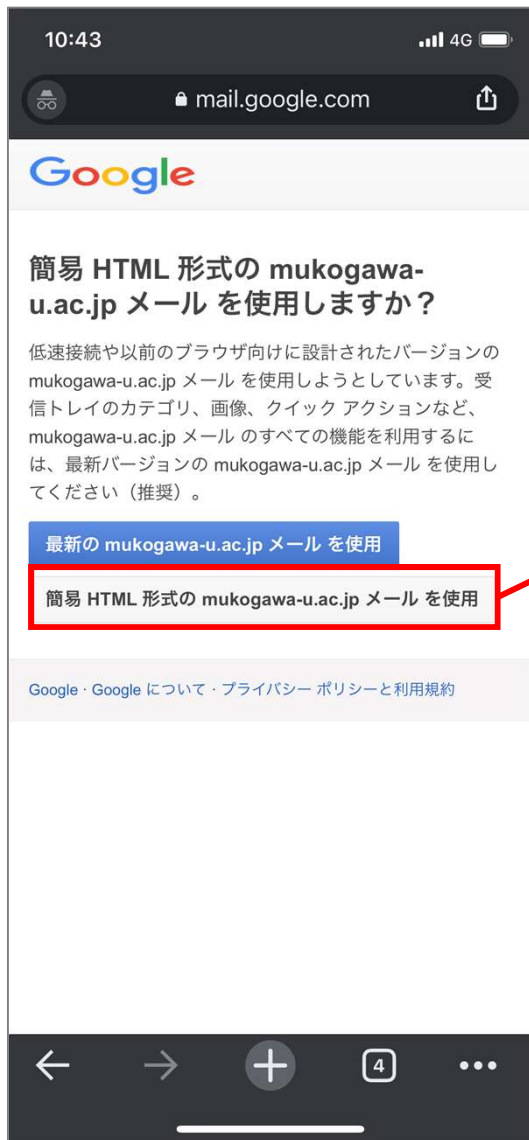 10:43
4G
mail.google.com
Google
簡易 HTML 形式の mukogawa-
u.ac.jp メール を使用しますか？
低速接続や以前のブラウザ向けに設計されたバージョンの
mukogawa-u.ac.jp メール を使用しようとしています。受
信トレイのカテゴリ、画像、クイック アクションなど、
mukogawa-u.ac.jp メール のすべての機能を利用するに
は、最新バージョンの mukogawa-u.ac.jp メール を使用し
てください（推奨）。
最新の mukogawa-u.ac.jp メール を使用
簡易 HTML 形式の mukogawa-u.ac.jp メール を使用
Google · Google について · プライバシー ポリシーと利用規約
4